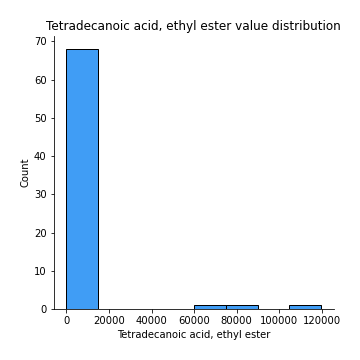 Tetradecanoic acid, ethyl ester value distribution
70
60
50
40
30
20
10
0
Count
0 20000 40000 60000 80000 100000 120000
Tetradecanoic acid, ethyl ester